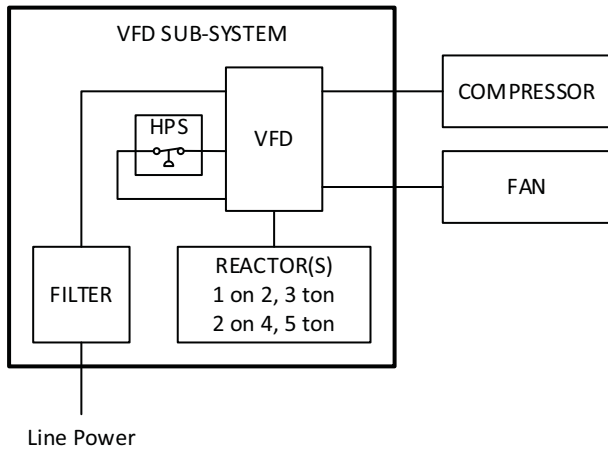 VFD SUB-SYSTEM
COMPRESSOR
HPS
VFD
FAN
REACTOR(S)
1 on 2, 3 ton
2 on 4, 5 ton
FILTER
Line Power